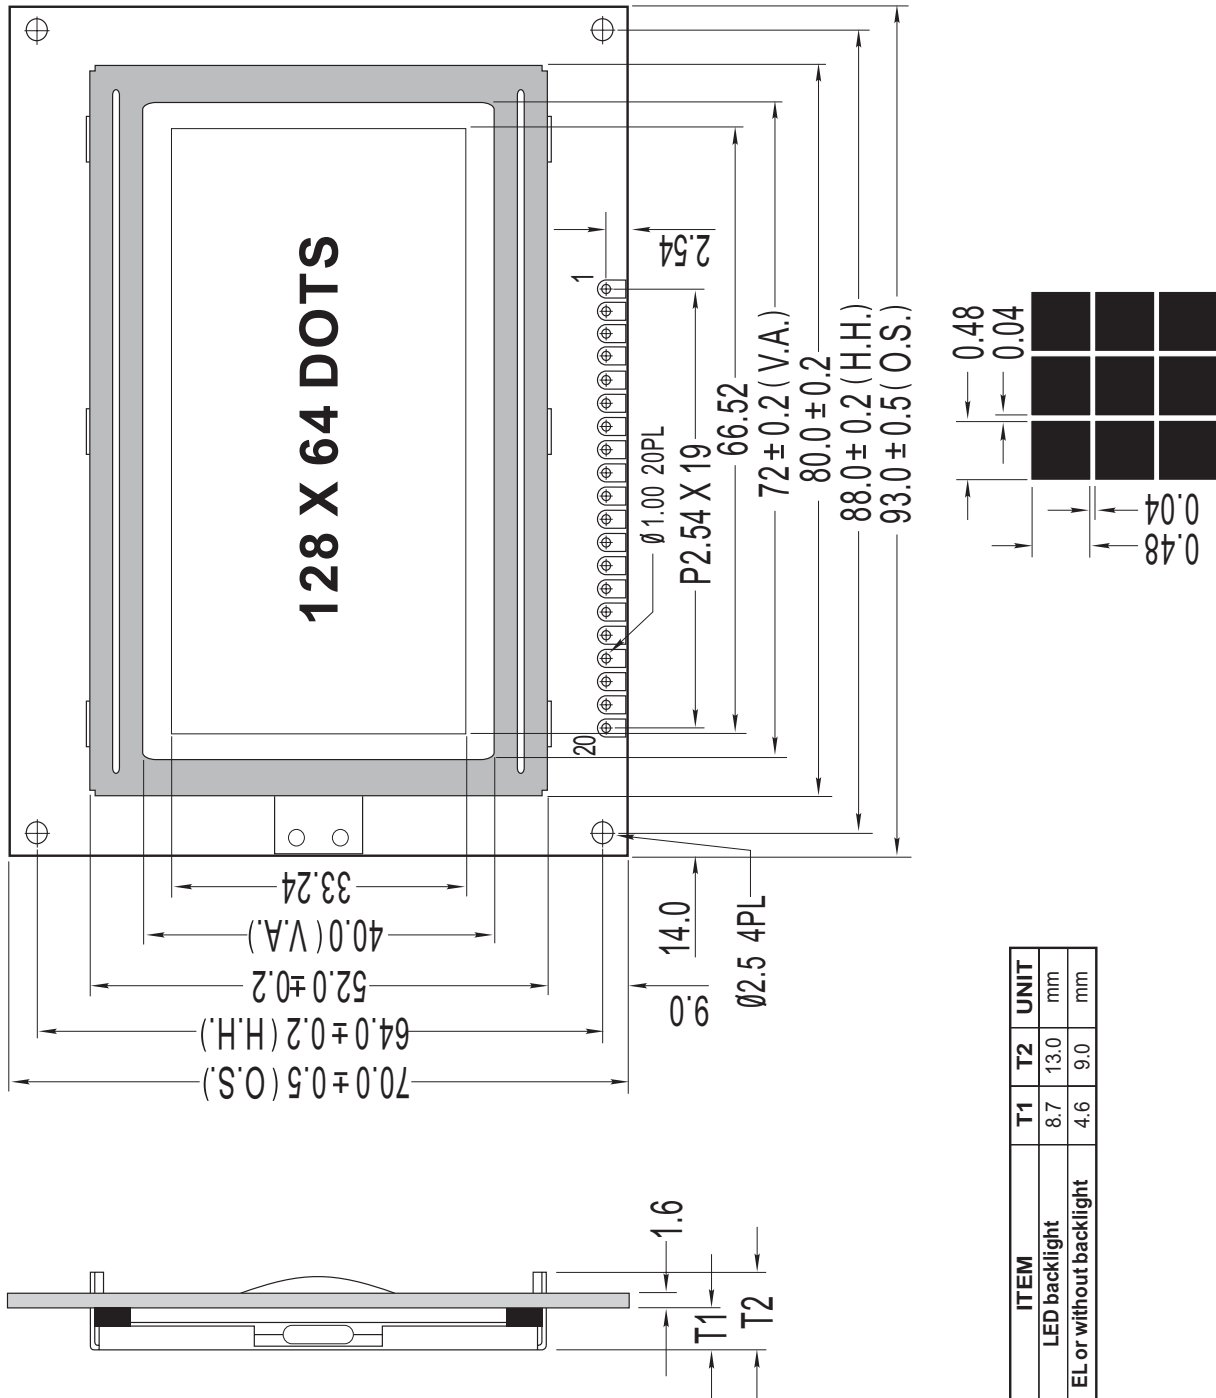 128 X 64 DOTS
1
20
2.54
Ø 1.00 20PL
P2.54 X 19
66.52
72 ± 0.2 ( V.A. )
80.0 ± 0.2
88.0 ± 0.2 ( H.H. )
93.0 ± 0.5 ( O.S. )
0.48
0.04
0.04
0.48
33.24
40.0 ( V.A. )
52.0 ±0.2
64.0 ± 0.2 ( H.H. )
70.0 ± 0.5 ( O.S. )
14.0
9.0
Ø2.5 4PL
1.6
T1
T2
ITEM T1 T2 UNIT
LED backlight 8.7 13.0 mm
EL or without backlight 4.6 9.0 mm